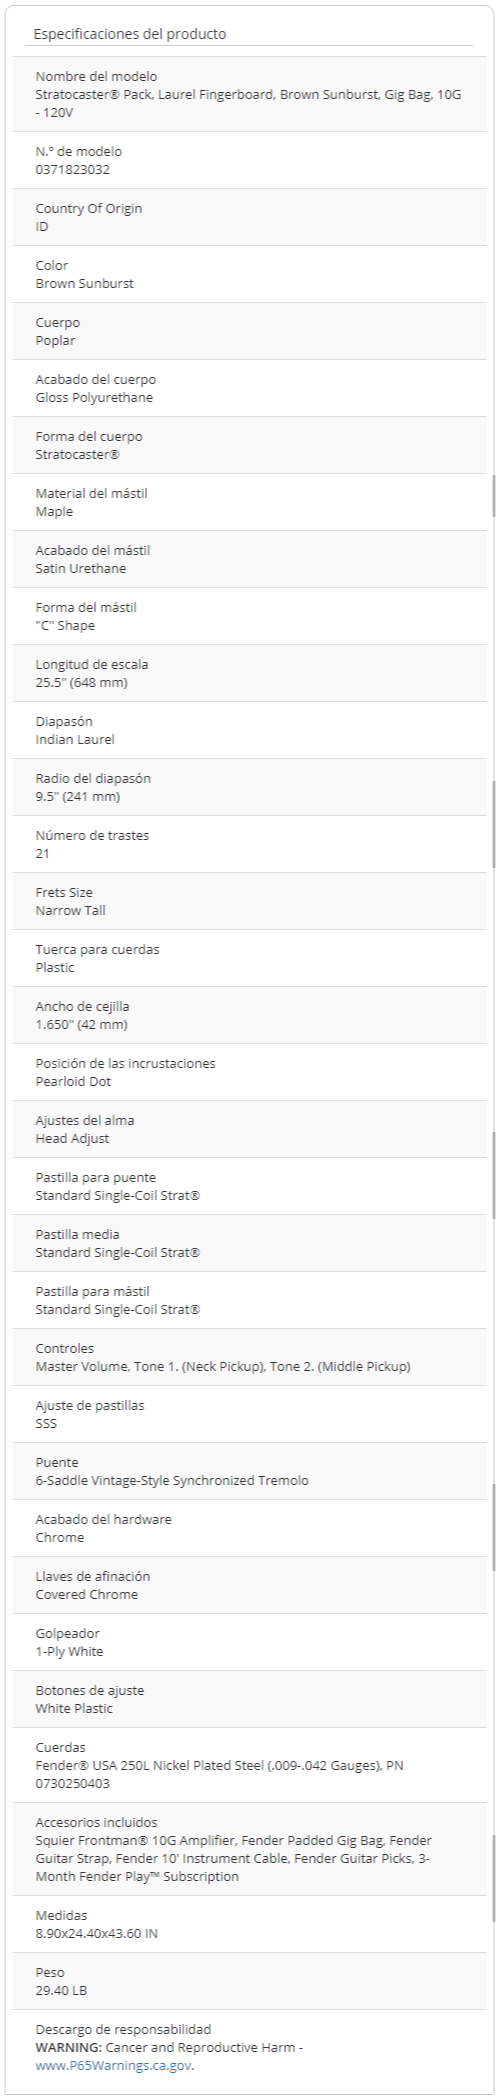 Especificaciones del producto
Nombre del modelo
Stratocaster® Pack, Laurel Fingerboard, Brown Sunburst, Gig Bag, 10G
- 120V
N.º de modelo
0371823032
Country Of Origin
ID
Color
Brown Sunburst
Cuerpo
Poplar
Acabado del cuerpo
Gloss Polyurethane
Forma del cuerpo
Stratocaster®
Material del mástil
Maple
Acabado del mástil
Satin Urethane
Forma del mástil
"C" Shape
Longitud de escala
25.5" (648 mm)
Diapasón
Indian Laurel
Radio del diapasón
9.5" (241 mm)
Número de trastes
21
Frets Size
Narrow Tall
Tuerca para cuerdas
Plastic
Ancho de cejilla
1.650" (42 mm)
Posición de las incrustaciones
Pearloid Dot
Ajustes del alma
Head Adjust
Pastilla para puente
Standard Single-Coil Strat®
Pastilla media
Standard Single-Coil Strat®
Pastilla para mástil
Standard Single-Coil Strat®
Controles
Master Volume, Tone 1. (Neck Pickup), Tone 2. (Middle Pickup)
Ajuste de pastillas
SSS
Puente
6-Saddle Vintage-Style Synchronized Tremolo
Acabado del hardware
Chrome
Llaves de afinación
Covered Chrome
Golpeador
1-Ply White
Botones de ajuste
White Plastic
Cuerdas
Fender® USA 250L Nickel Plated Steel (.009-.042 Gauges), PN
0730250403
Accesorios incluidos
Squier Frontman® 10G Amplifier, Fender Padded Gig Bag, Fender
Guitar Strap, Fender 10' Instrument Cable, Fender Guitar Picks, 3-
Month Fender Play™ Subscription
Medidas
8.90x24.40x43.60 IN
Peso
29.40 LB
Descargo de responsabilidad
WARNING: Cancer and Reproductive Harm -
www.P65Warnings.ca.gov.